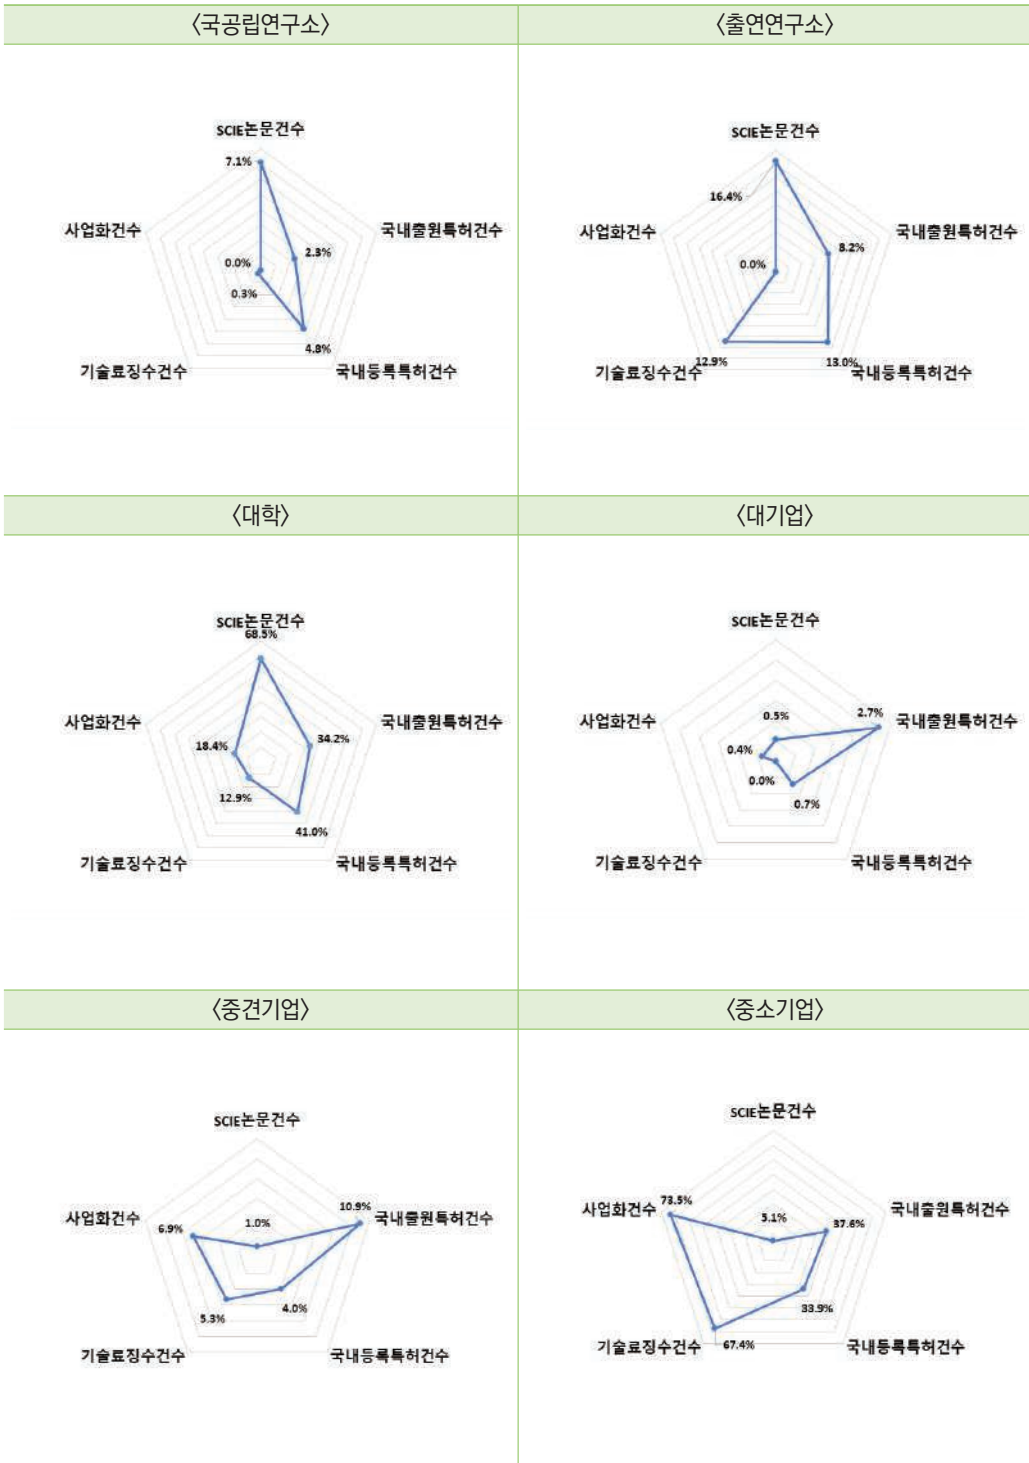 〈국공립연구소〉
〈출연연구소〉
SCIE논문건수
7.1%
사업화건수
국내출원특허건수
2.3%
0.0%
0.3%
4.8%
기술료징수건수
국내등록특허건수
SCIE논문건수
16.4%
사업화건수
국내출원특허건수
8.2%
0.0%
12.9%
13.0%
기술료징수건수
국내등록특허건수
〈대학〉
〈대기업〉
SCIE논문건수
68.5%
사업화건수
국내출원특허건수
34.2%
18.4%
12.9%
41.0%
기술료징수건수
국내등록특허건수
SCIE논문건수
2.7%
사업화건수
국내출원특허건수
0.5%
0.4%
0.0%
0.7%
기술료징수건수
국내등록특허건수
〈중견기업〉
〈중소기업〉
SCIE논문건수
10.9%
사업화건수
국내출원특허건수
6.9%
1.0%
5.3%
4.0%
기술료징수건수
국내등록특허건수
SCIE논문건수
73.5%
사업화건수
국내출원특허건수
5.1%
37.6%
33.9%
67.4%
기술료징수건수
국내등록특허건수